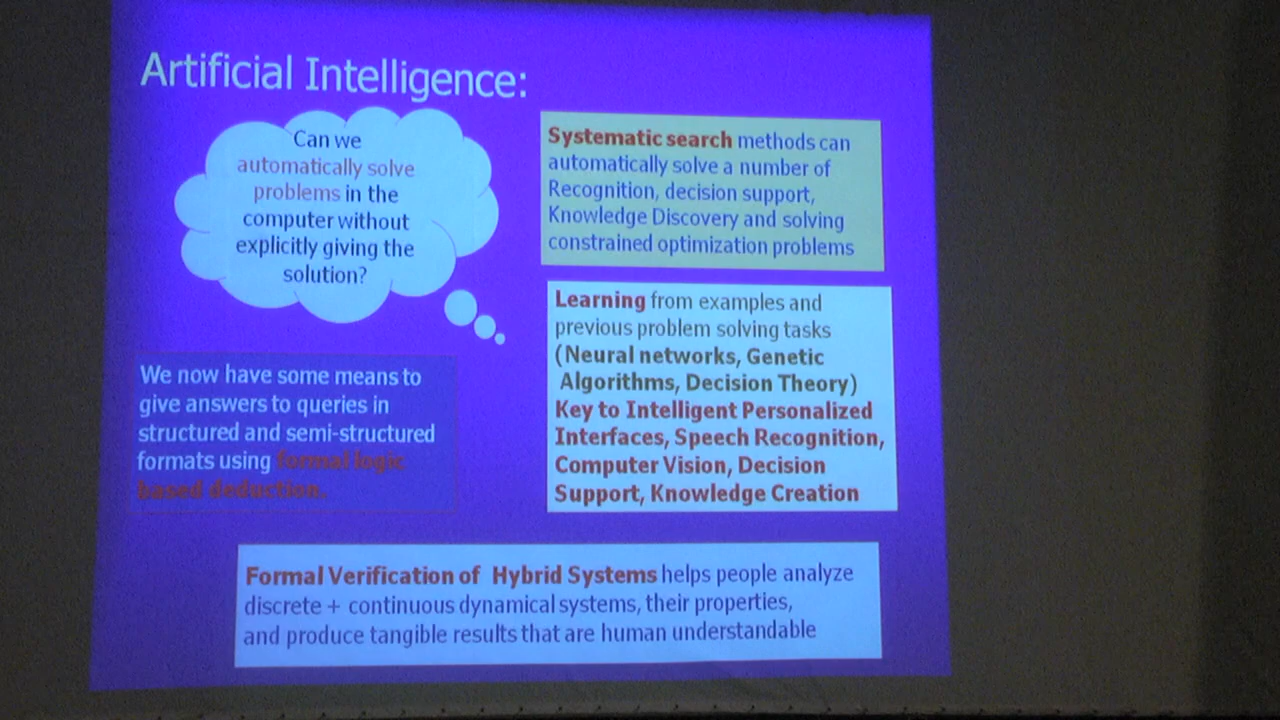 Artificial Intelligence:
Can we
automatically solve
problems in the
computer without
explicitly giving the
solution?
Systematic search methods can
automatically solve a number of
Recognition, decision support,
Knowledge Discovery and solving
constrained optimization problems
Learning from examples and
previous problem solving tasks
(Neural networks, Genetic
Algorithms, Decision Theory)
Key to Intelligent Personalized
Interfaces, Speech Recognition,
Computer Vision, Decision
Support, Knowledge Creation
We now have some means to
give answers to queries in
structured and semi-structured
formats using formal logic
based deduction.
Formal Verification of Hybrid Systems helps people analyze
discrete + continuous dynamical systems, their properties,
and produce tangible results that are human understandable